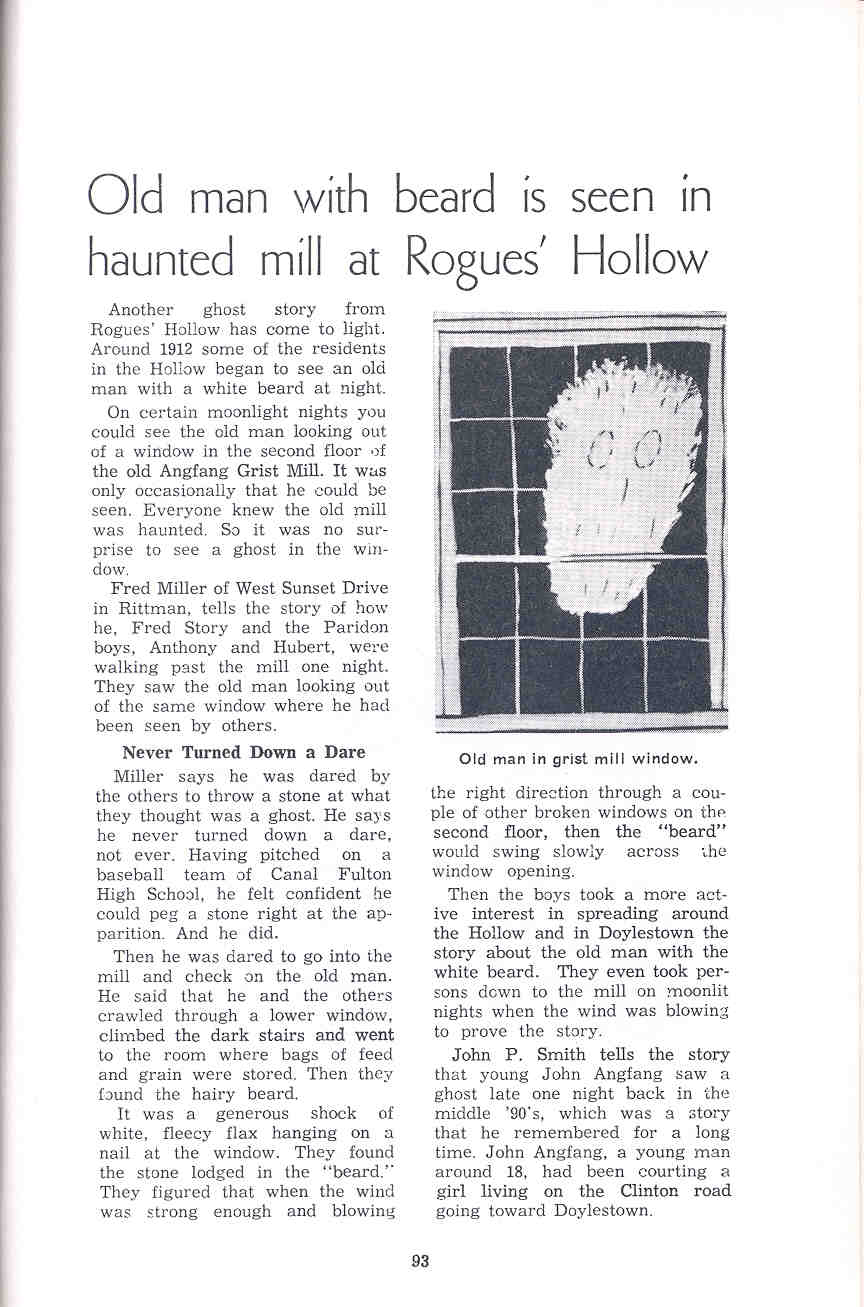 Old man with beard is seen in
haunted mill at Rogues' Hollow
Another ghost story from
Rogues' Hollow has come to light.
Around 1912 some of the residents
in the Hollow began to see an old
man with a white beard at night.
On certain moonlight nights you
could see the old man looking out
of a window in the second floor of
the old Angfang Grist Mill. It was
only occasionally that he could be
seen. Everyone knew the old mill
was haunted. So it was no sur-
prise to see a ghost in the win-
dow.
Fred Miller of West Sunset Drive
in Rittman, tells the story of how
he, Fred Story and the Paridon
boys, Anthony and Hubert, were
walking past the mill one night.
They saw the old man looking out
of the same window where he had
been seen by others.
Never Turned Down a Dare
Miller says he was dared by
the others to throw a stone at what
they thought was a ghost. He says
he never turned down a dare,
not ever. Having pitched on a
baseball team of Canal Fulton
High School, he felt confident he
could peg a stone right at the ap-
parition. And he did.
Then he was dared to go into the
mill and check on the old man.
He said that he and the others
crawled through a lower window,
climbed the dark stairs and went
to the room where bags of feed
and grain were stored. Then they
found the hairy beard.
It was a generous shock of
white, fleecy flax hanging on a
nail at the window. They found
the stone lodged in the "beard."
They figured that when the wind
was strong enough and blowing
Old man in grist mill window.
the right direction through a cou-
ple of other broken windows on the
second floor, then the "beard"
would swing slowly across the
window opening.
Then the boys took a more act-
ive interest in spreading around
the Hollow and in Doylestown the
story about the old man with the
white beard. They even took per-
sons down to the mill on moonlit
nights when the wind was blowing
to prove the story.
John P. Smith tells the story
that young John Angfang saw a
ghost late one night back in the
middle '90's, which was a story
that he remembered for a long
time. John Angfang, a young man
around 18, had been courting a
girl living on the Clinton road
going toward Doylestown.
93